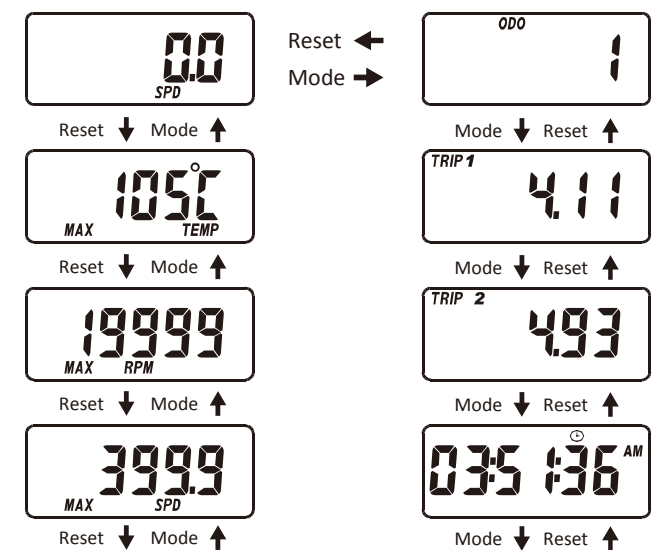 0.0
SPD
Reset Mode
105°C
MAX TEMP
Reset Mode
19999
MAX RPM
Reset Mode
399.9
MAX SPD
Reset Mode
Reset
Mode
ODO
1
Mode Reset
TRIP 1
4.11
Mode Reset
TRIP 2
4.93
Mode Reset
03:51:36 AM
Mode Reset